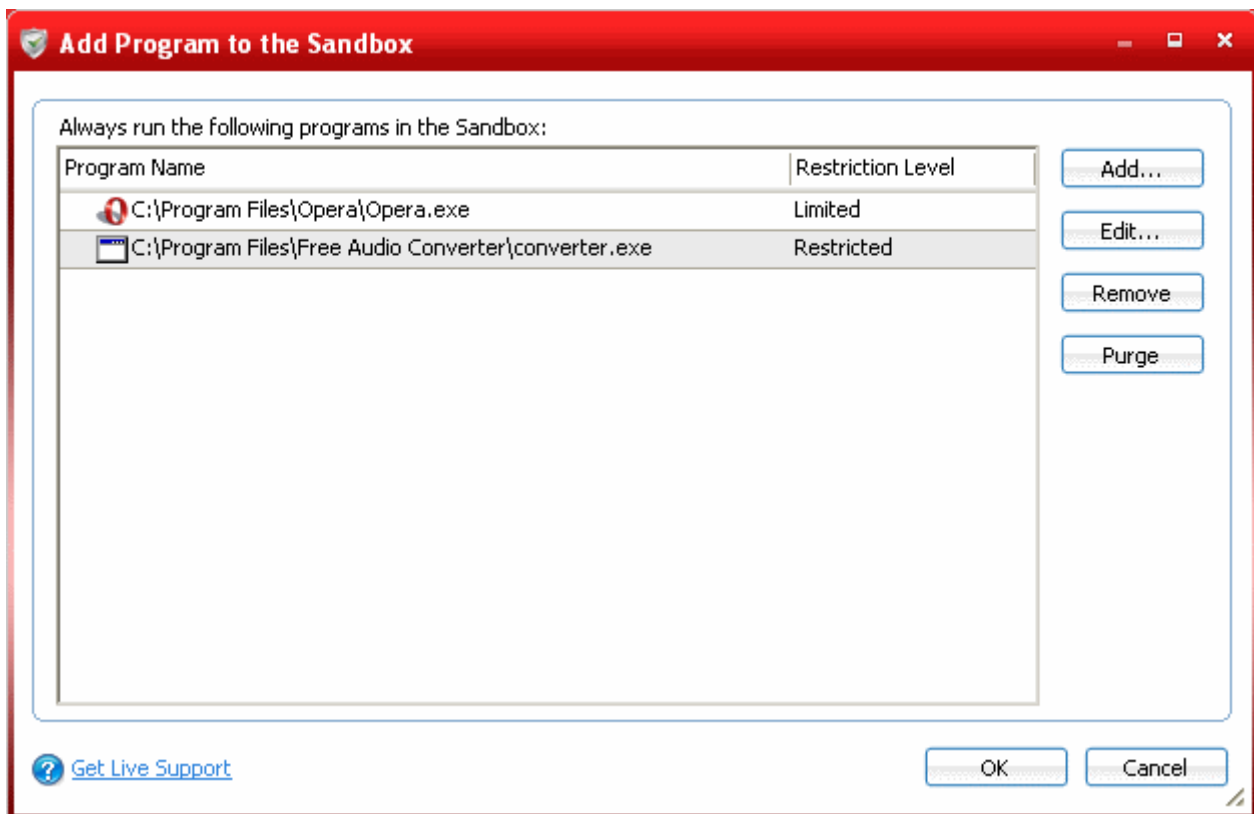 Add Program to the Sandbox
Always run the following programs in the Sandbox:
Program Name Restriction Level
C:\Program Files\Opera\Opera.exe Limited
C:\Program Files\Free Audio Converter\converter.exe Restricted
Add...
Edit...
Remove
Purge
Get Live Support
OK Cancel